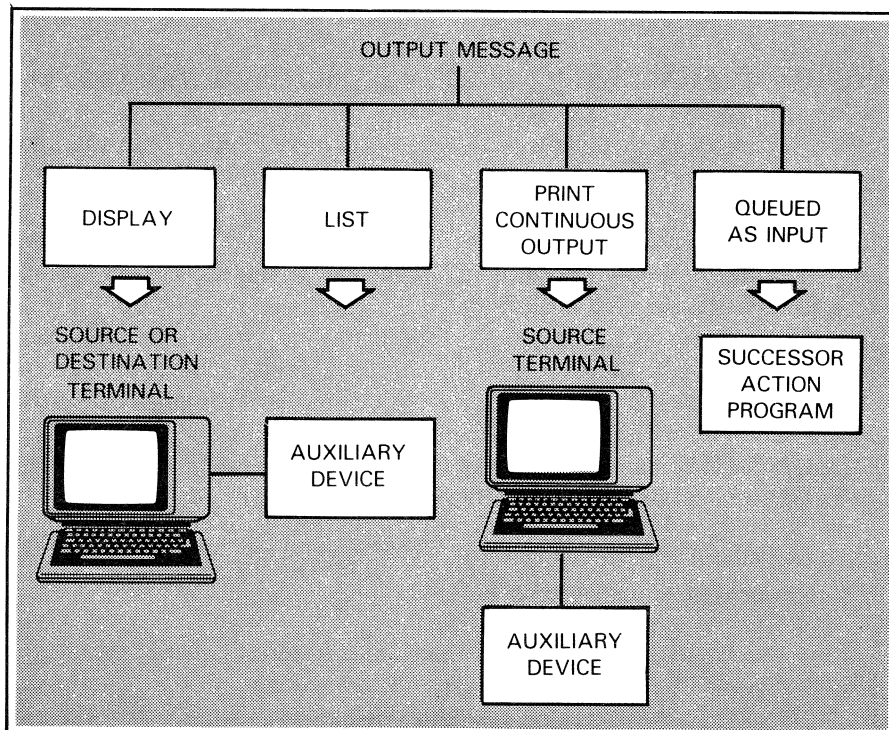 OUTPUT MESSAGE
DISPLAY
LIST
PRINT
CONTINUOUS
OUTPUT
QUEUED
AS INPUT
SOURCE OR
DESTINATION
TERMINAL
SOURCE
TERMINAL
SUCCESSOR
ACTION
PROGRAM
AUXILIARY
DEVICE
AUXILIARY
DEVICE